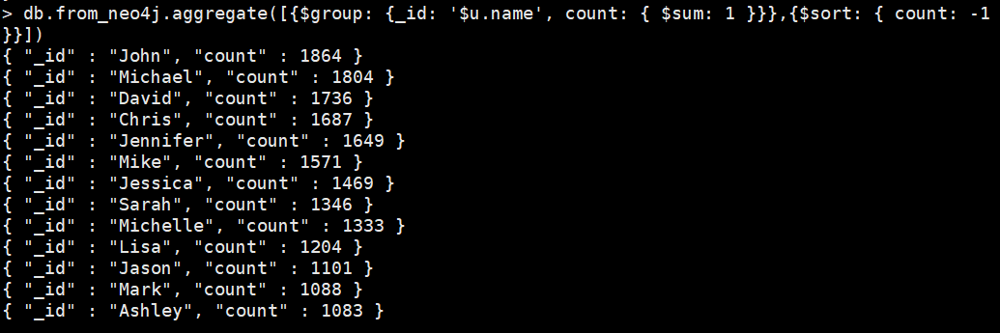 > db.from_neo4j.aggregate([{$group: {_id: '$u.name', count: { $sum: 1 }}},{$sort: { count: -1
}}])
{ "_id" : "John", "count" : 1864 }
{ "_id" : "Michael", "count" : 1804 }
{ "_id" : "David", "count" : 1736 }
{ "_id" : "Chris", "count" : 1687 }
{ "_id" : "Jennifer", "count" : 1649 }
{ "_id" : "Mike", "count" : 1571 }
{ "_id" : "Jessica", "count" : 1469 }
{ "_id" : "Sarah", "count" : 1346 }
{ "_id" : "Michelle", "count" : 1333 }
{ "_id" : "Lisa", "count" : 1204 }
{ "_id" : "Jason", "count" : 1101 }
{ "_id" : "Mark", "count" : 1088 }
{ "_id" : "Ashley", "count" : 1083 }